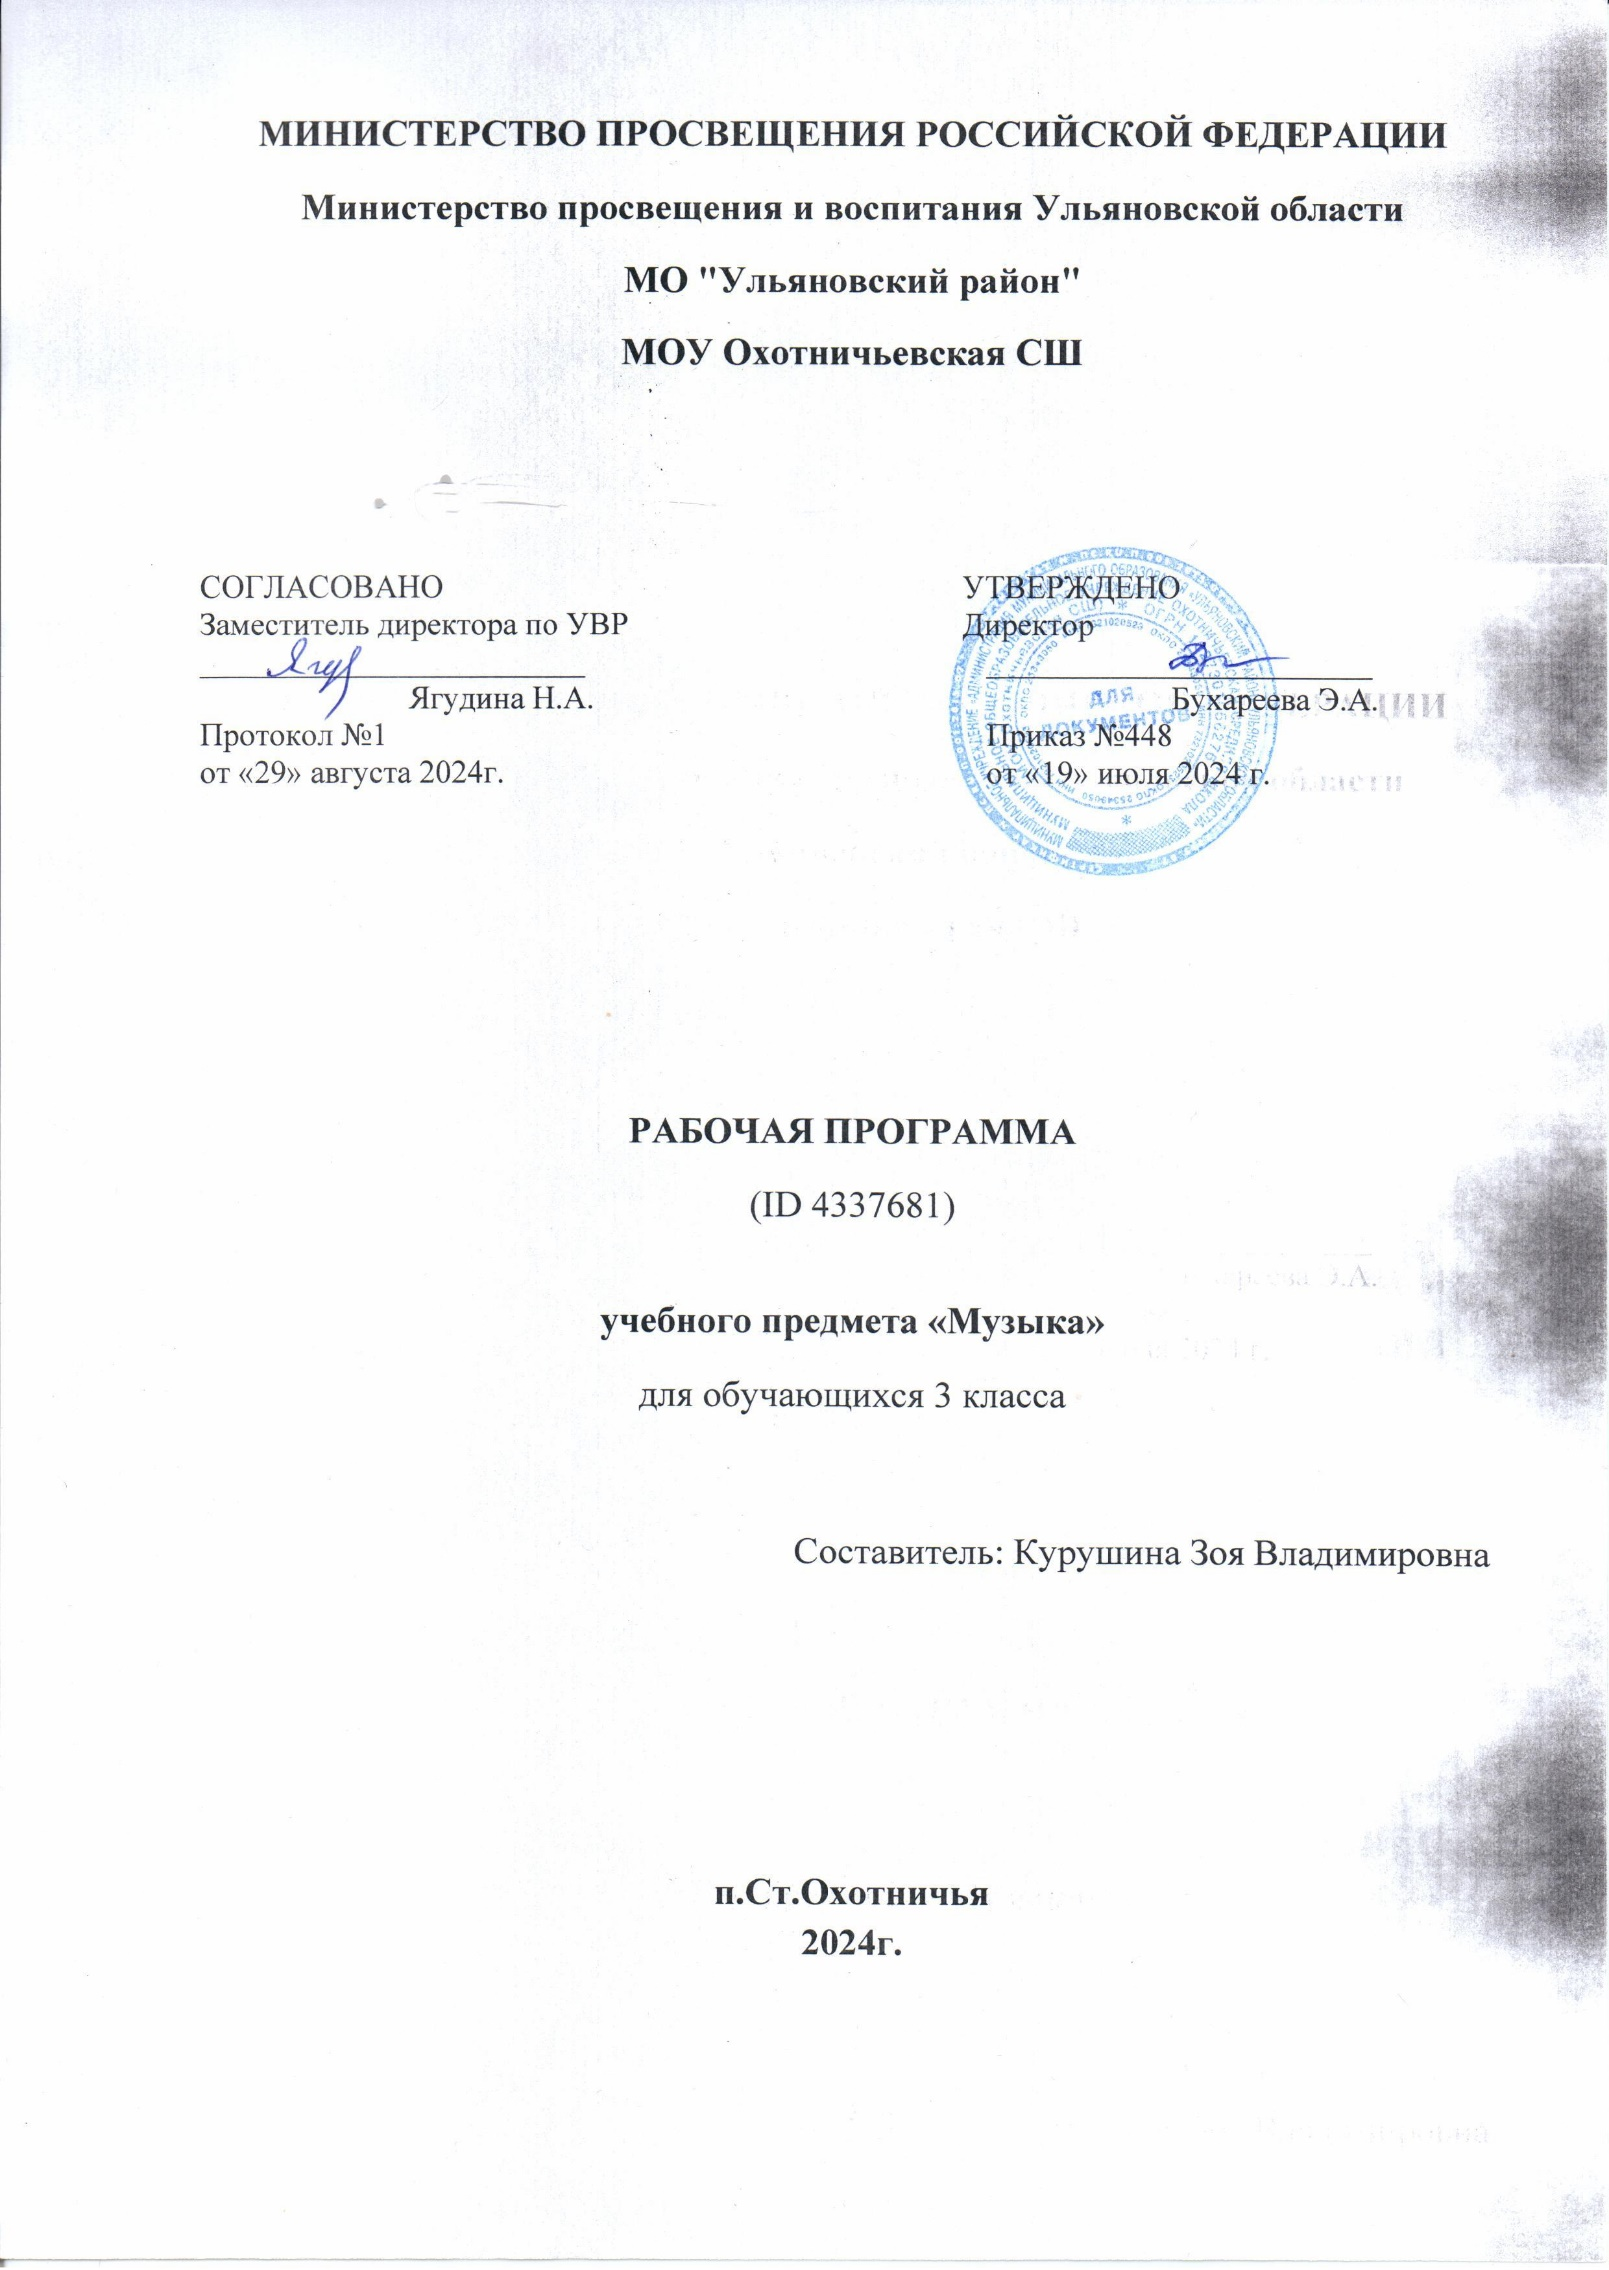 МИНИСТЕРСТВО ПРОСВЕЩЕНИЯ РОССИЙСКОЙ ФЕДЕРАЦИИ
Министерство просвещения и воспитания Ульяновской области
МО "Ульяновский район"
МОУ Охотничьевская СШ
СОГЛАСОВАНО
Заместитель директора по УВР
Ягудина Н.А.
Протокол №1
от «29» августа 2024г.
УТВЕРЖДЕНО
Директор
Бухареева Э.А.
Приказ №448
от «19» июля 2024 г.
ДЛЯ
ДОКУМЕНТОВ
РАБОЧАЯ ПРОГРАММА
(ID 4337681)
учебного предмета «Музыка»
для обучающихся 3 класса
Составитель: Курушина Зоя Владимировна
п.Ст.Охотничья
2024г.